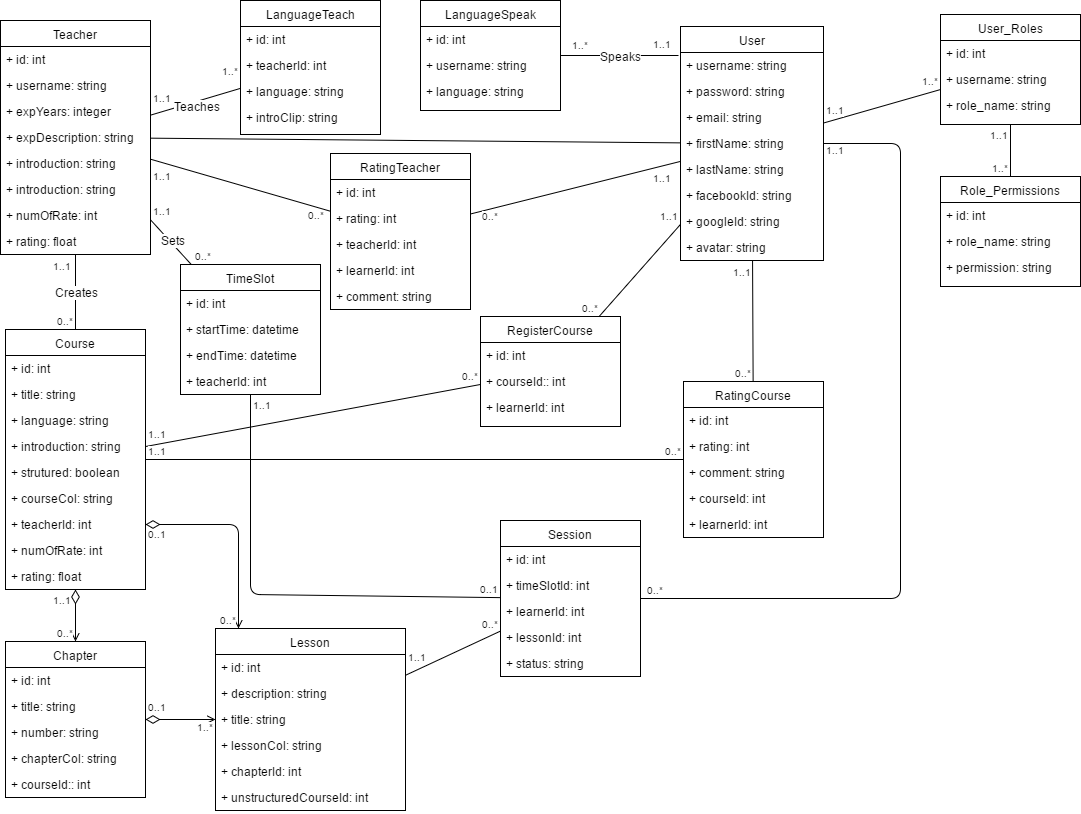 Teacher
+ id: int
+ username: string
+ expYears: integer
+ expDescription: string
+ introduction: string
+ introduction: string
+ numOfRate: int
+ rating: float
LanguageTeach
+ id: int
+ teacherId: int
+ language: string
+ introClip: string
LanguageSpeak
+ id: int
+ username: string
+ language: string
User
+ username: string
+ password: string
+ email: string
+ firstName: string
+ lastName: string
+ facebookId: string
+ googleId: string
+ avatar: string
User_Roles
+ id: int
+ username: string
+ role_name: string
Role_Permissions
+ id: int
+ role_name: string
+ permission: string
1..*
1..1
Teaches
1..*
Speaks
1..1
1..*
1..1
1..1
1..*
1..1
1..1
0..*
0..*
1..1
1..1
Sets
0..*
1..1
Creates
0..*
1..1
0..*
1..1
0..*
RatingTeacher
+ id: int
+ rating: int
+ teacherId: int
+ learnerId: int
+ comment: string
TimeSlot
+ id: int
+ startTime: datetime
+ endTime: datetime
+ teacherId: int
RegisterCourse
+ id: int
+ courseId:: int
+ learnerId: int
Course
+ id: int
+ title: string
+ language: string
+ introduction: string
+ strutured: boolean
+ courseCol: string
+ teacherId: int
+ numOfRate: int
+ rating: float
RatingCourse
+ id: int
+ rating: int
+ comment: string
+ courseId: int
+ learnerId: int
0..*
1..1
1..1
1..1
0..*
0..1
1..1
0..*
0..*
0..1
0..*
0..*
1..1
0..1
1..*
Session
+ id: int
+ timeSlotId: int
+ learnerId: int
+ lessonId: int
+ status: string
Chapter
+ id: int
+ title: string
+ number: string
+ chapterCol: string
+ courseId:: int
Lesson
+ id: int
+ description: string
+ title: string
+ lessonCol: string
+ chapterId: int
+ unstructuredCourseId: int